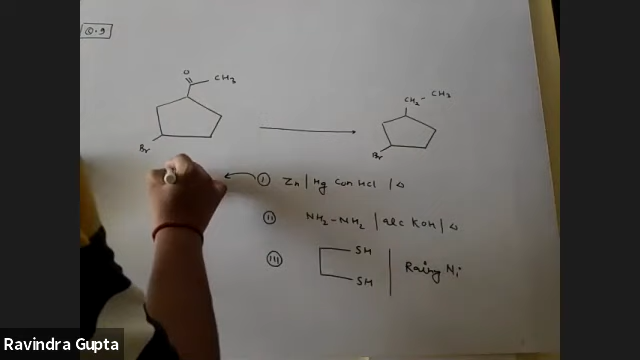 Q.9
O
CH3
Br
CH2-CH3
Br
(i) Zn | Hg Con HCl | Δ
(ii) NH2-NH2 | alc KOH | Δ
(iii) SH
SH
Rainy Ni
Ravindra Gupta